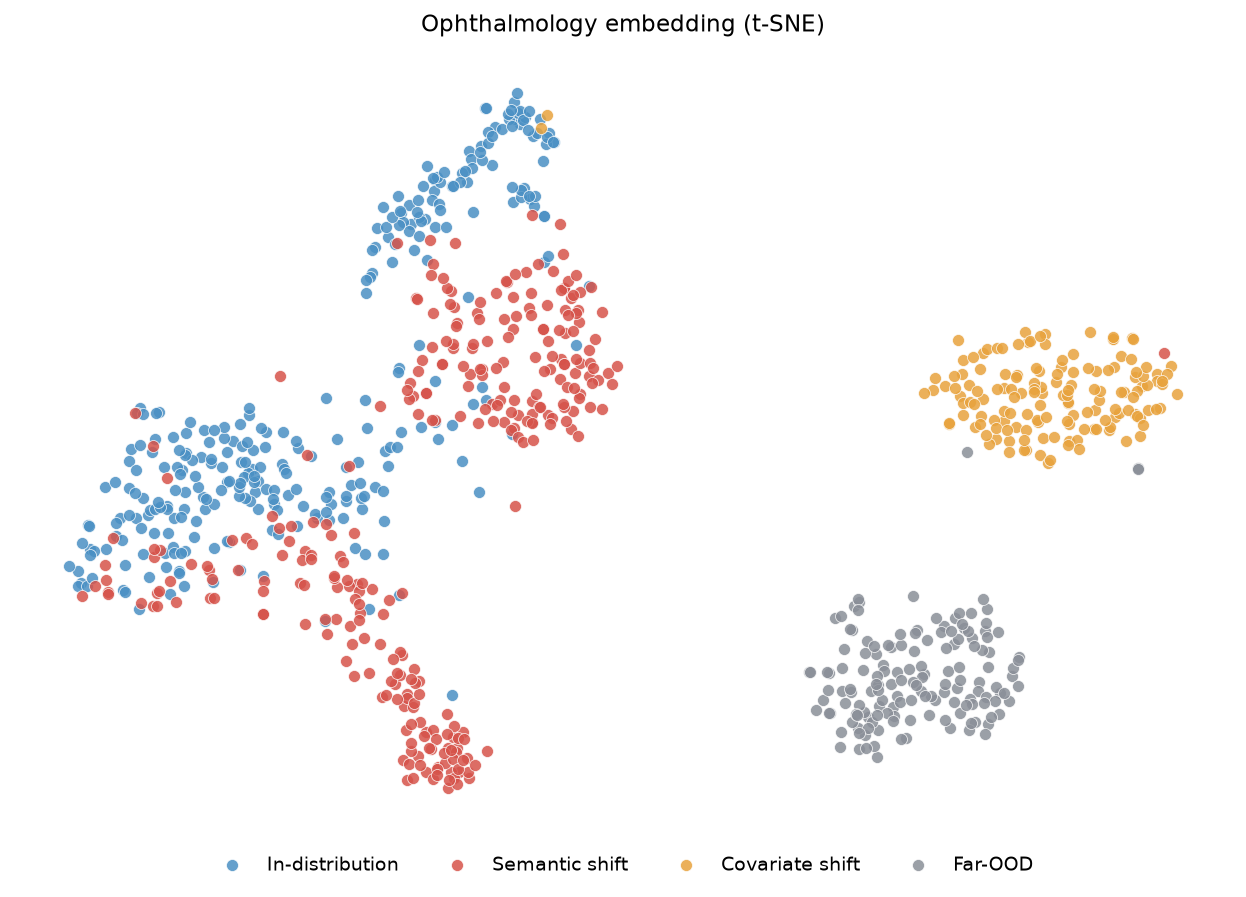 Ophthalmology embedding (t-SNE)
In-distribution
Semantic shift
Covariate shift
Far-OOD